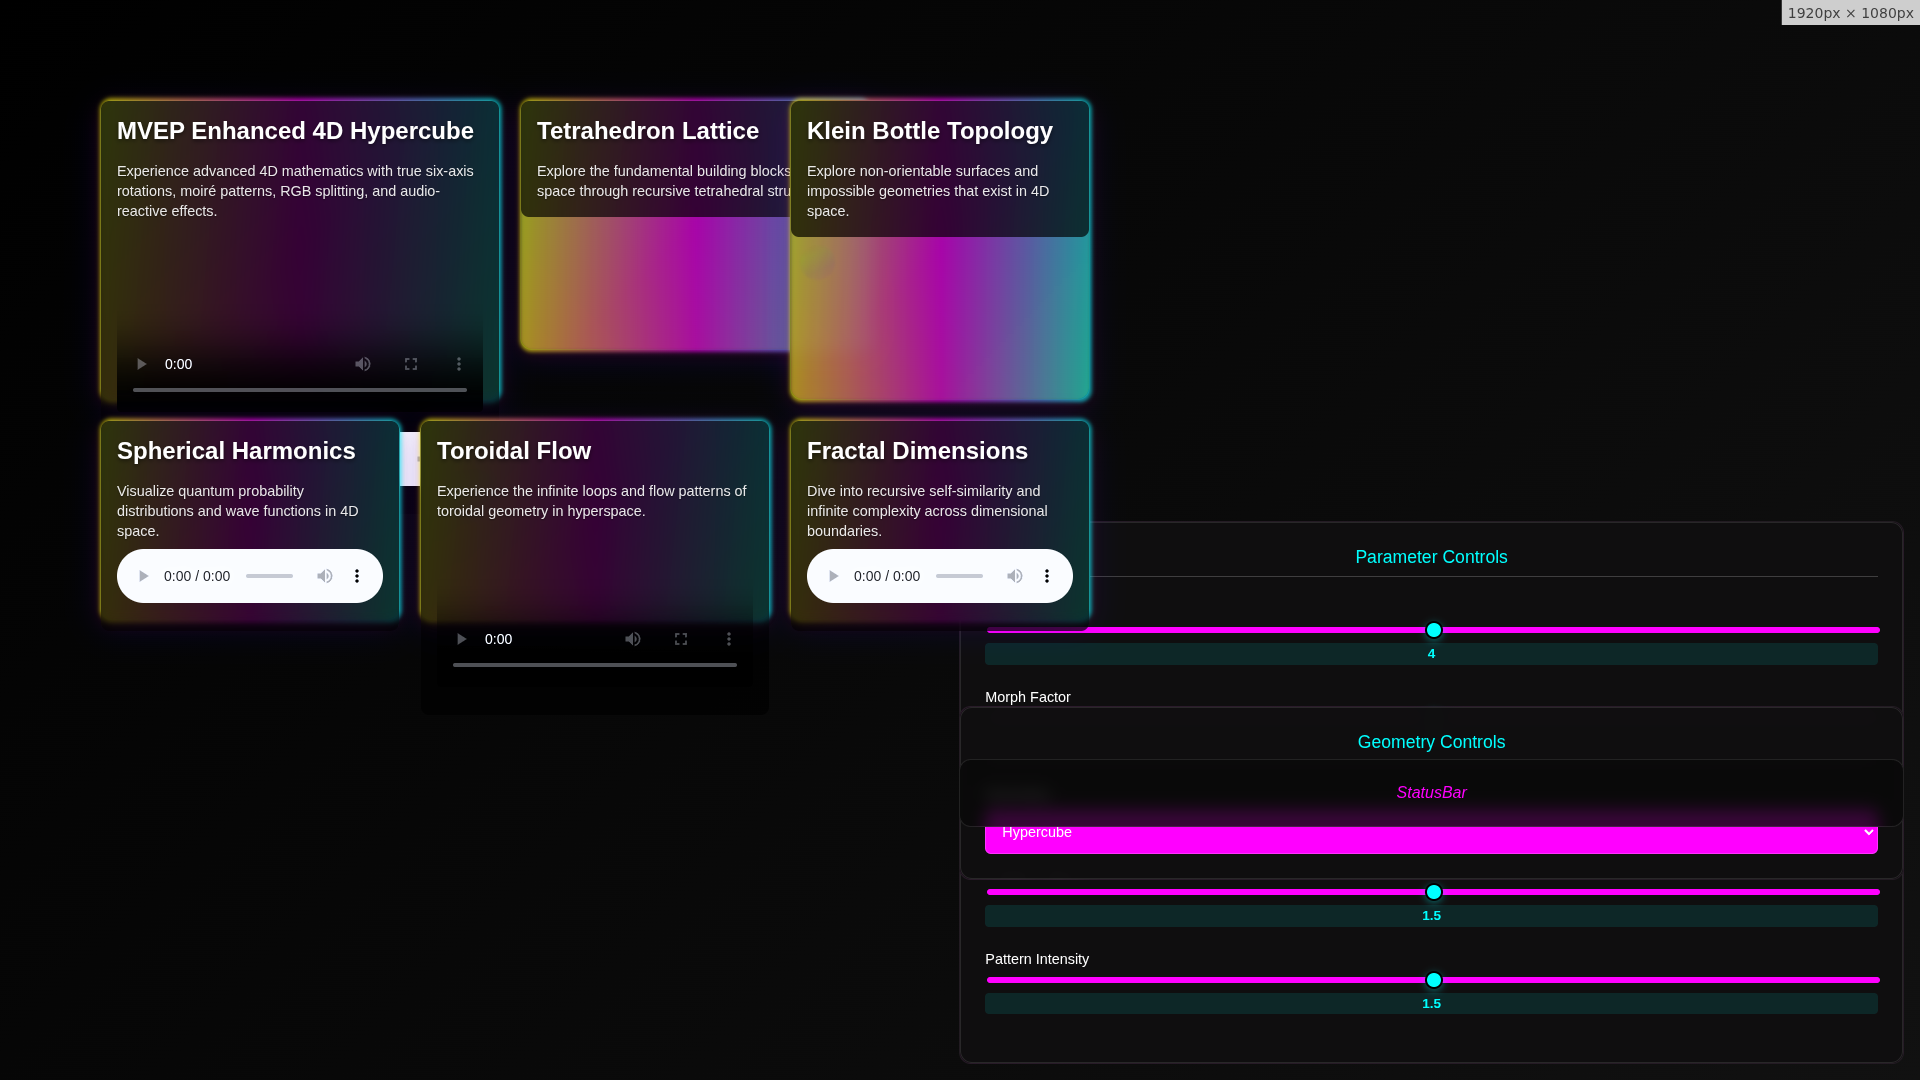 1920px × 1080px
MVEP Enhanced 4D Hypercube
Experience advanced 4D mathematics with true six-axis
rotations, moiré patterns, RGB splitting, and audio-
reactive effects.
0:00
Tetrahedron Lattice
Explore the fundamental building blocks
space through recursive tetrahedral stru
Klein Bottle Topology
Explore non-orientable surfaces and
impossible geometries that exist in 4D
space.
Spherical Harmonics
Visualize quantum probability
distributions and wave functions in 4D
space.
0:00 / 0:00
Toroidal Flow
Experience the infinite loops and flow patterns of
toroidal geometry in hyperspace.
0:00
Fractal Dimensions
Dive into recursive self-similarity and
infinite complexity across dimensional
boundaries.
0:00 / 0:00
Parameter Controls
4
Morph Factor
Geometry Controls
StatusBar
Hypercube
1.5
Pattern Intensity
1.5